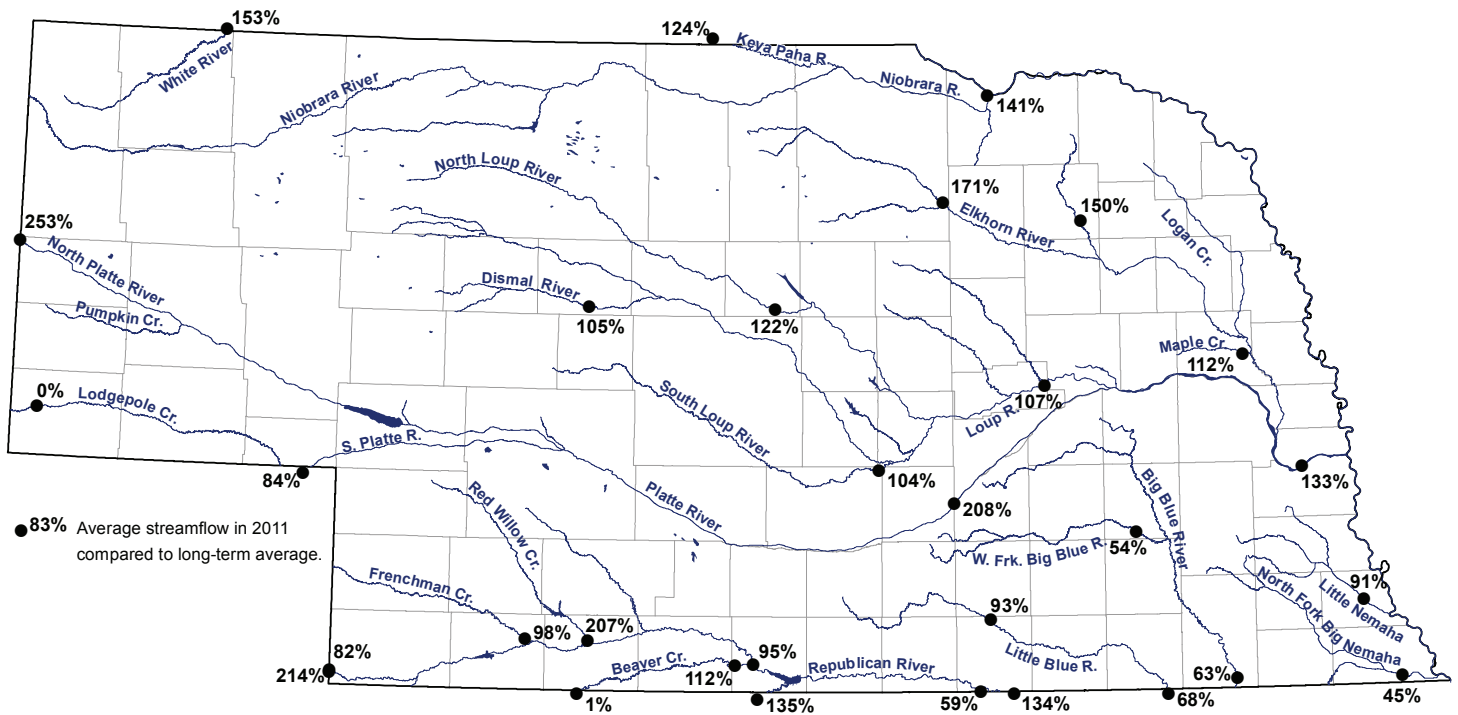 153%
124%
Keya Paha R.
White River
Niobrara River
Niobrara R.
141%
North Loup River
171%
150%
Elkhorn River
Logan Cr.
253%
North Platte River
Pumpkin Cr.
Dismal River
105%
122%
Maple Cr.
112%
0%
Lodgepole Cr.
South Loup River
107%
Loup R.
S. Platte R.
84%
104%
133%
Big Blue River
Red Willow Cr.
Platte River
208%
83% Average streamflow in 2011
compared to long-term average.
W. Frk. Big Blue R.
54%
Frenchman Cr.
North Fork Big Nemaha
Little Nemaha
91%
98%
207%
93%
82%
214%
Beaver Cr.
112%
95%
Republican River
Little Blue R.
63%
45%
1%
135%
59%
134%
68%